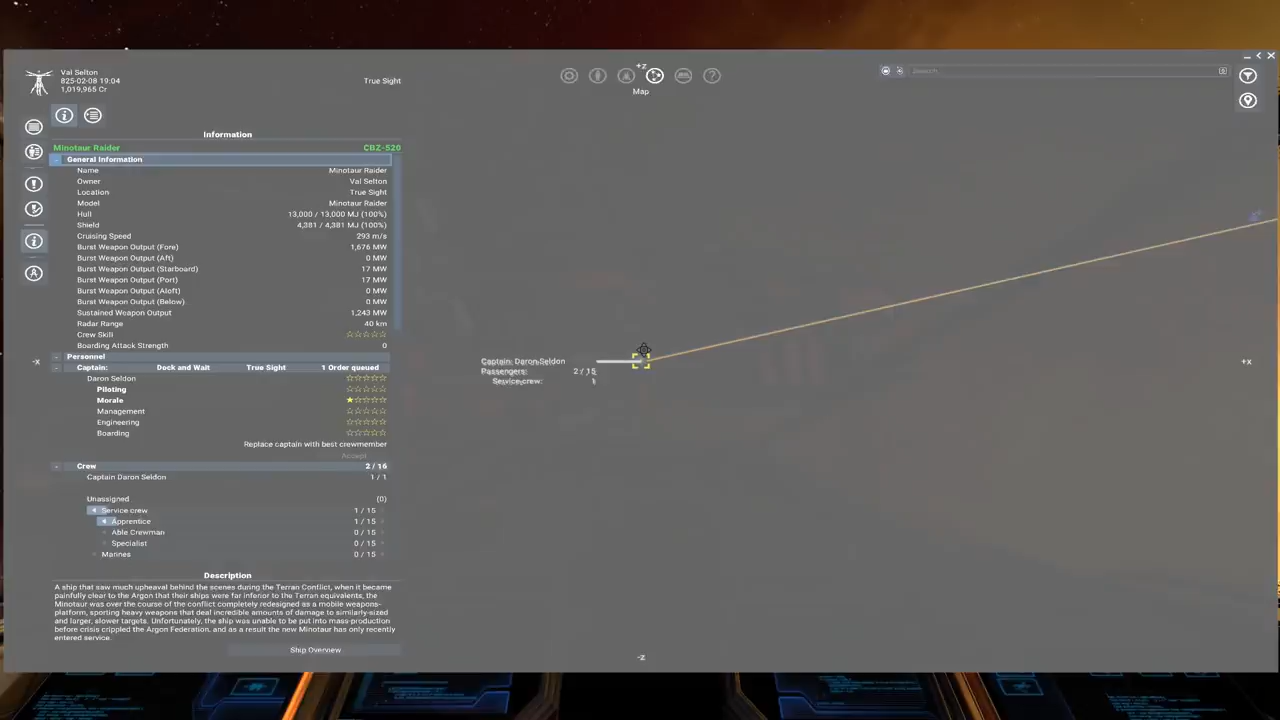 Val Selton
825-02-08 19:04
1,019,965 Cr
True Sight
+z
Map
Search...
Information
Minotaur Raider CBZ-520
- General Information
Name Minotaur Raider
Owner Val Selton
Location True Sight
Model Minotaur Raider
Hull 13,000 / 13,000 MJ (100%)
Shield 4,381 / 4,381 MJ (100%)
Cruising Speed 293 m/s
Burst Weapon Output (Fore) 1,676 MW
Burst Weapon Output (Aft) 0 MW
Burst Weapon Output (Starboard) 17 MW
Burst Weapon Output (Port) 17 MW
Burst Weapon Output (Aloft) 0 MW
Burst Weapon Output (Below) 0 MW
Sustained Weapon Output 1,243 MW
Radar Range 40 km
Crew Skill ☆☆☆☆☆
Boarding Attack Strength 0
- Personnel
- Captain: Dock and Wait True Sight 1 Order queued
Daron Seldon ☆☆☆☆☆
Piloting ☆☆☆☆☆
Morale ★☆☆☆☆
Management ☆☆☆☆☆
Engineering ☆☆☆☆☆
Boarding ☆☆☆☆☆
Replace captain with best crewmember
Accept
- Crew 2 / 16
Captain Daron Seldon 1 / 1
Unassigned (0)
Service crew 1 / 15
Apprentice 1 / 15
Able Crewman 0 / 15
Specialist 0 / 15
Marines 0 / 15
Description
A ship that saw much upheaval behind the scenes during the Terran Conflict, when it became
painfully clear to the Argon that their ships were far inferior to the Terran equivalents, the
Minotaur was over the course of the conflict completely redesigned as a mobile weapons-
platform, sporting heavy weapons that deal incredible amounts of damage to similarly-sized
and larger, slower targets. Unfortunately, the ship was unable to be put into mass-production
before crisis crippled the Argon Federation, and as a result the new Minotaur has only recently
entered service.
Ship Overview
-x
Captain: Daron Seldon
Passengers: 2 / 15
Service crew: 1
+x
-z